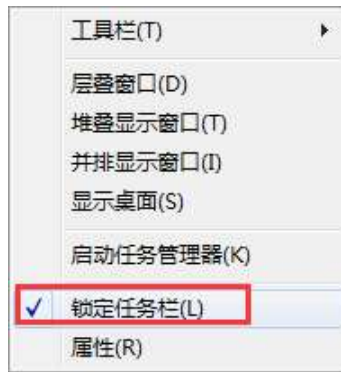 工具栏(T)
层叠窗口(D)
堆叠显示窗口(T)
并排显示窗口(I)
显示桌面(S)
启动任务管理器(K)
锁定任务栏(L)
属性(R)